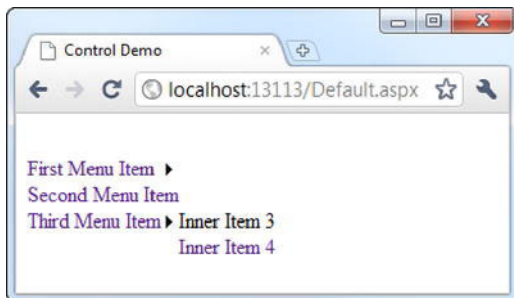 Control Demo
localhost:13113/Default.aspx
First Menu Item
Second Menu Item
Third Menu Item Inner Item 3
Inner Item 4